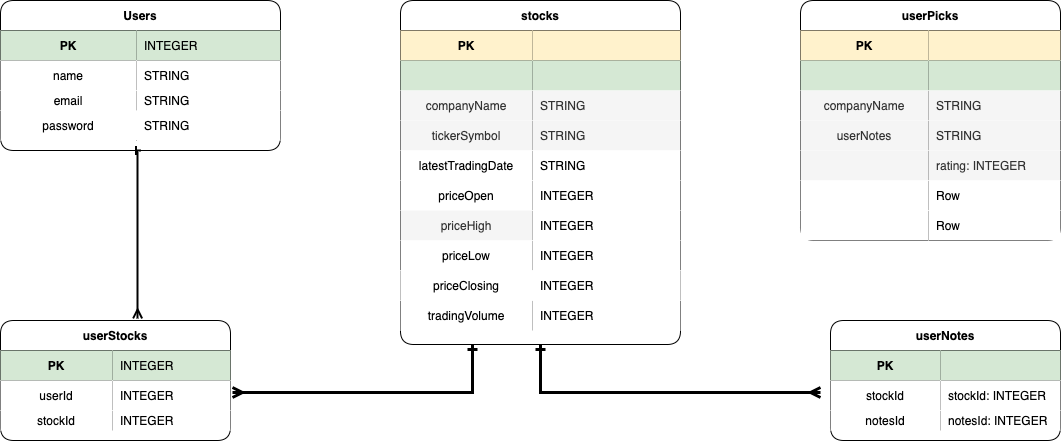 Users
PK INTEGER
name STRING
email STRING
password STRING
stocks
PK
companyName STRING
tickerSymbol STRING
latestTradingDate STRING
priceOpen INTEGER
priceHigh INTEGER
priceLow INTEGER
priceClosing INTEGER
tradingVolume INTEGER
userPicks
PK
companyName STRING
userNotes STRING
rating: INTEGER
Row
Row
userStocks
PK INTEGER
userId INTEGER
stockId INTEGER
userNotes
PK
stockId stockId: INTEGER
notesId notesId: INTEGER